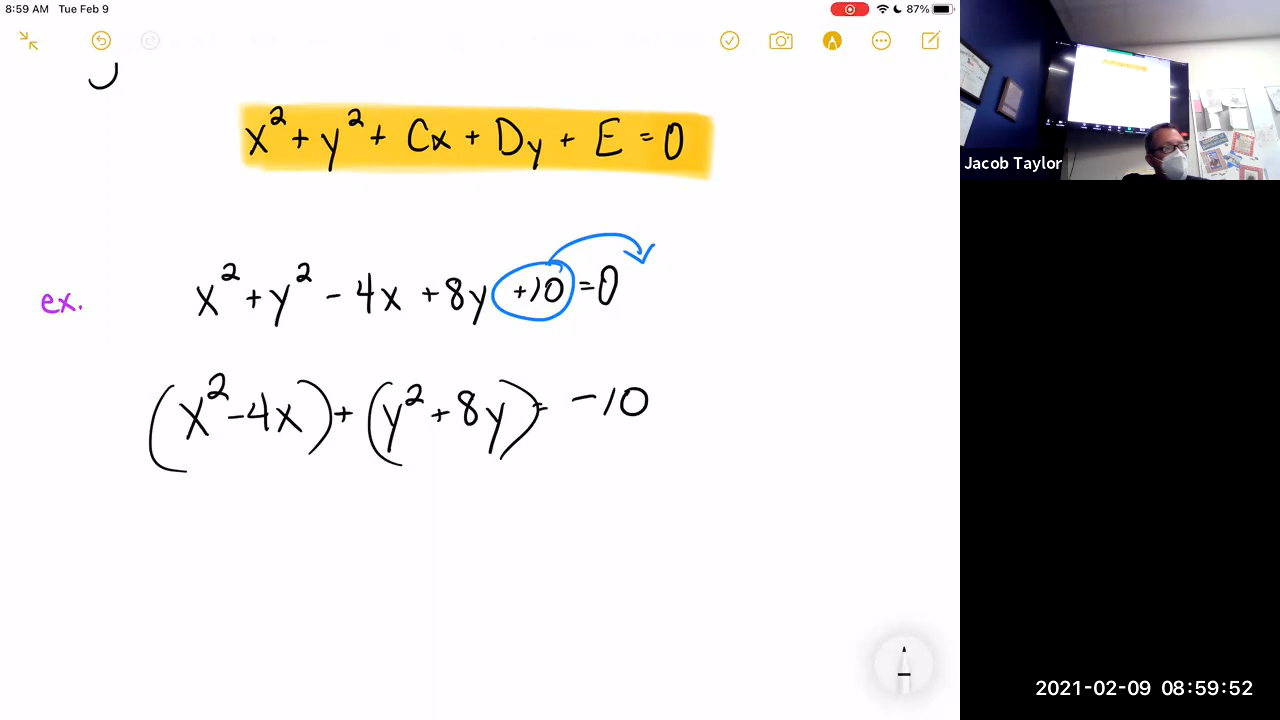 8:59 AM Tue Feb 9
87%
x² + y² + Cx + Dy + E = 0
ex. x² + y² - 4x + 8y +10 = 0
(x² - 4x) + (y² + 8y) = -10
Jacob Taylor
2021-02-09 08:59:52